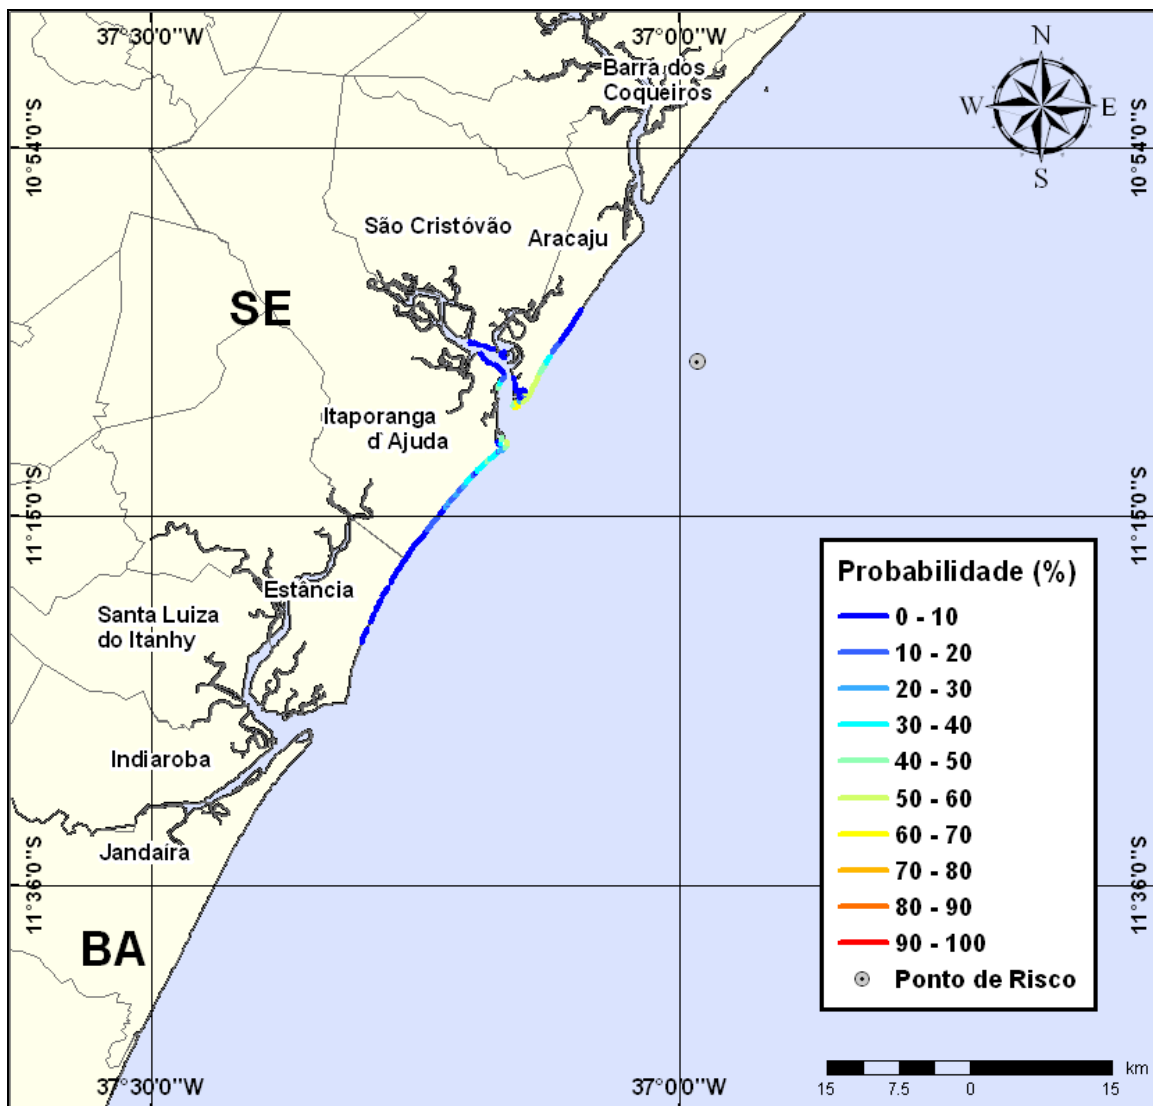 37°30'0''W
37°0'0''W
N
W
E
S
Barra dos
Coqueiros
10°54'0''S
10°54'0''S
São Cristóvão
Aracaju
SE
Itaporanga
d`Ajuda
11°15'0''S
11°15'0''S
Estância
Santa Luiza
do Itanhy
Indiaroba
Jandaíra
11°36'0''S
11°36'0''S
BA
Probabilidade (%)
0 - 10
10 - 20
20 - 30
30 - 40
40 - 50
50 - 60
60 - 70
70 - 80
80 - 90
90 - 100
Ponto de Risco
km
15 7.5 0 15
37°30'0''W
37°0'0''W